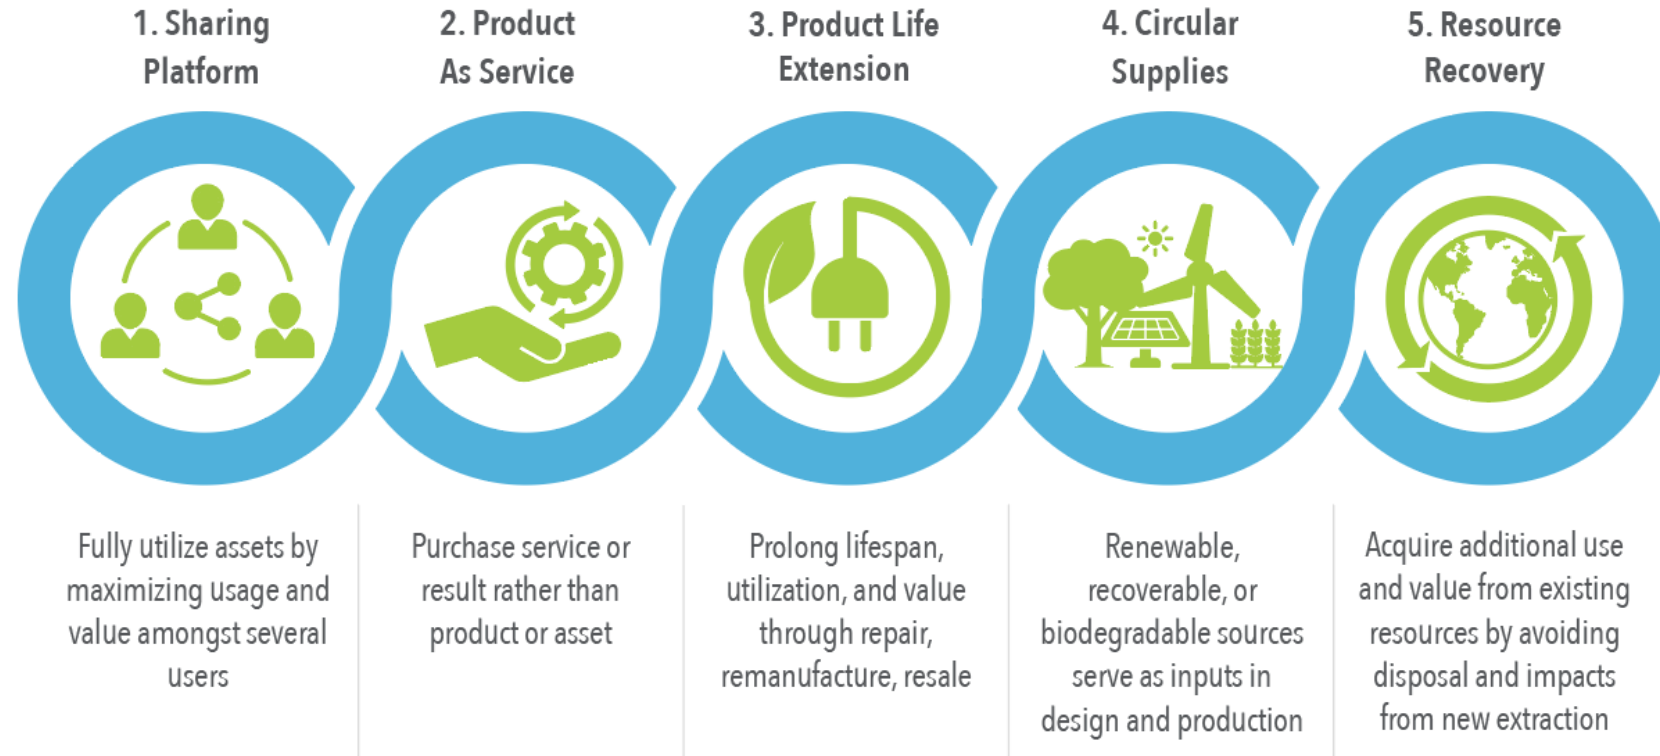 1. Sharing
Platform
2. Product
As Service
3. Product Life
Extension
4. Circular
Supplies
5. Resource
Recovery
Fully utilize assets by
maximizing usage and
value amongst several
users
Purchase service or
result rather than
product or asset
Prolong lifespan,
utilization, and value
through repair,
remanufacture, resale
Renewable,
recoverable, or
biodegradable sources
serve as inputs in
design and production
Acquire additional use
and value from existing
resources by avoiding
disposal and impacts
from new extraction